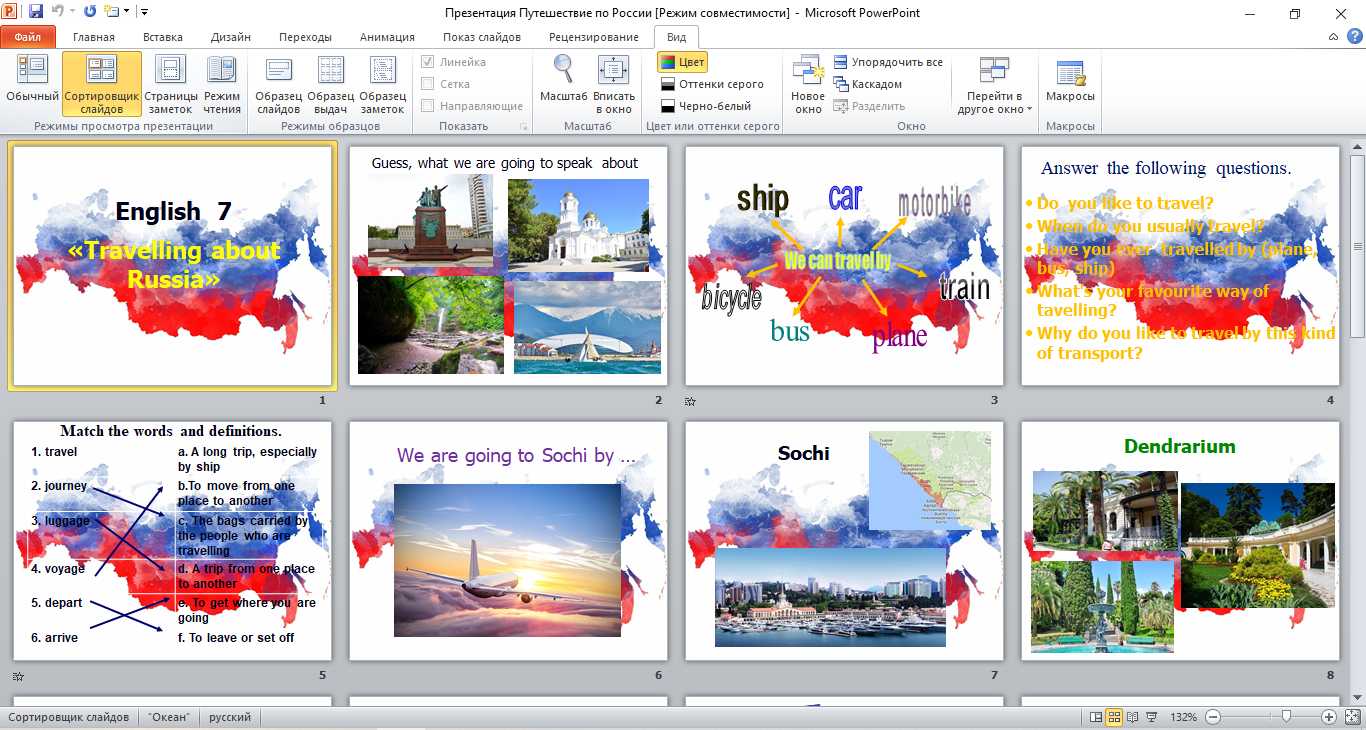 Презентация Путешествие по России [Режим совместимости] - Microsoft PowerPoint
Файл Главная Вставка Дизайн Переходы Анимация Показ слайдов Рецензирование Вид
Обычный
Сортировщик слайдов
Страницы заметок
Режим чтения
Режимы просмотра презентации
Образец слайдов
Образец выдач
Образец заметок
Режимы образцов
Линейка
Сетка
Направляющие
Показать
Масштаб
Вписать в окно
Масштаб
Цвет
Оттенки серого
Черно-белый
Цвет или оттенки серого
Новое окно
Упорядочить все
Каскадом
Разделить
Перейти в другое окно
Окно
Макросы
Макросы
English 7
«Travelling about
Russia»
1
Guess, what we are going to speak about
2
ship
car
motorbike
We can travel by
bicycle
train
bus
plane
3
Answer the following questions.
• Do you like to travel?
• When do you usually travel?
• Have you ever travelled by (plane,
bus, ship)
• What's your favourite way of
tavelling?
• Why do you like to travel by this kind
of transport?
4
Match the words and definitions.
1. travel
a. A long trip, especially
by ship
2. journey
b.To move from one
place to another
3. luggage
c. The bags carried by
the people who are
travelling
4. voyage
d. A trip from one place
to another
5. depart
e. To get where you are
going
6. arrive
f. To leave or set off
5
We are going to Sochi by ...
6
Sochi
7
Dendrarium
8
Сортировщик слайдов "Океан" русский 132%